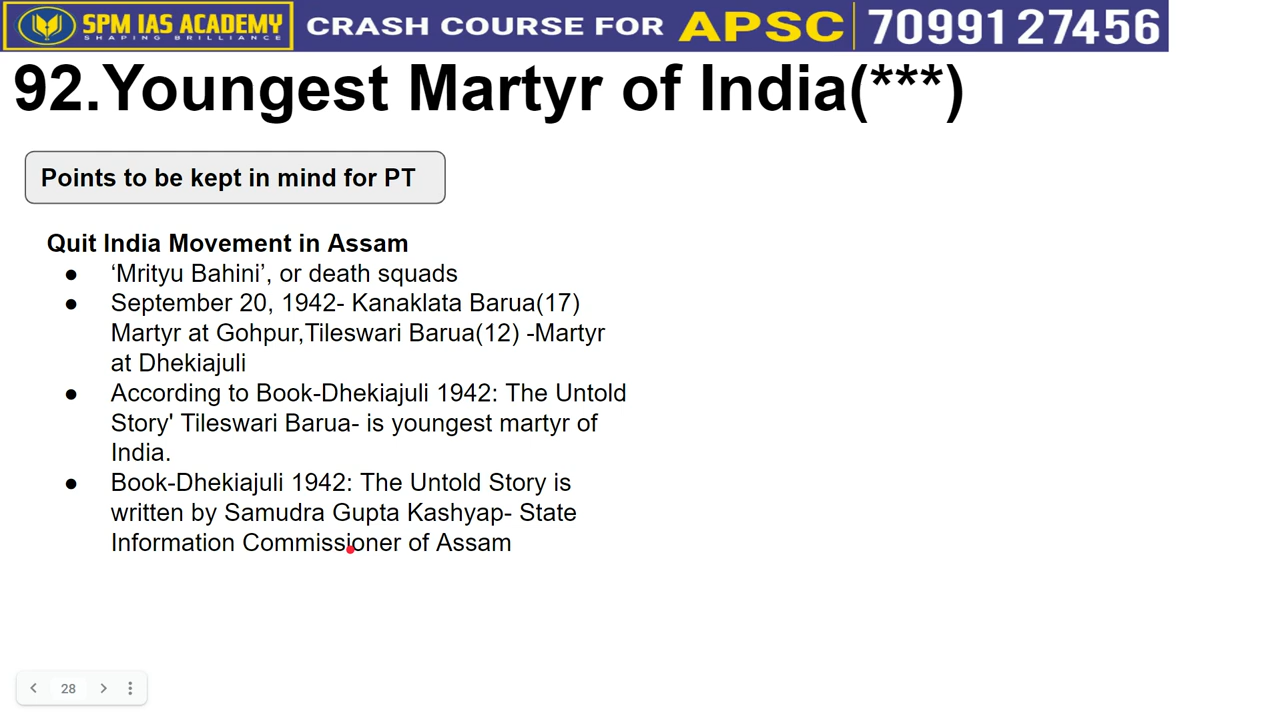 SPM IAS ACADEMY
SHAPING BRILLIANCE
CRASH COURSE FOR APSC 70991 27456
92.Youngest Martyr of India(***)
Points to be kept in mind for PT
Quit India Movement in Assam
● ‘Mrityu Bahini’, or death squads
● September 20, 1942- Kanaklata Barua(17)
Martyr at Gohpur,Tileswari Barua(12) -Martyr
at Dhekiajuli
● According to Book-Dhekiajuli 1942: The Untold
Story' Tileswari Barua- is youngest martyr of
India.
● Book-Dhekiajuli 1942: The Untold Story is
written by Samudra Gupta Kashyap- State
Information Commissioner of Assam
28